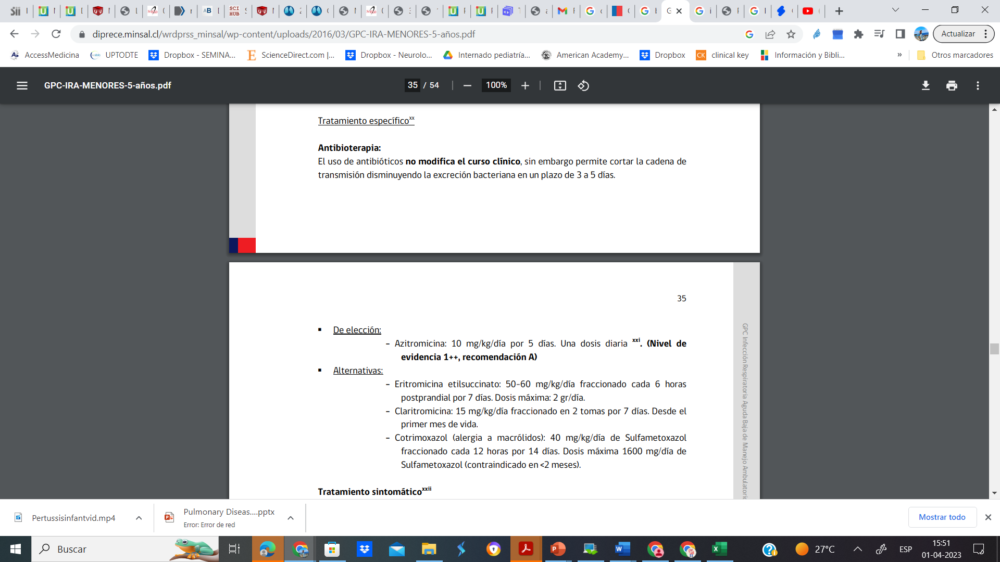 diprece.minsal.cl/wrdprss_minsal/wp-content/uploads/2016/03/GPC-IRA-MENORES-5-años.pdf
Actualizar
AccessMedicina
UPTODTE
Dropbox - SEMINA...
ScienceDirect.com |...
Dropbox - Neurolo...
Internado pediatría...
American Academy...
Dropbox
clinical key
Información y Bibli...
»
Otros marcadores
GPC-IRA-MENORES-5-años.pdf
35 / 54
100%
Tratamiento específicoxx
Antibioterapia:
El uso de antibióticos no modifica el curso clínico, sin embargo permite cortar la cadena de
transmisión disminuyendo la excreción bacteriana en un plazo de 3 a 5 días.
35
▪ De elección:
– Azitromicina: 10 mg/kg/día por 5 días. Una dosis diaria xxi. (Nivel de
evidencia 1++, recomendación A)
▪ Alternativas:
– Eritromicina etilsuccinato: 50-60 mg/kg/día fraccionado cada 6 horas
postprandial por 7 días. Dosis máxima: 2 gr/día.
– Claritromicina: 15 mg/kg/día fraccionado en 2 tomas por 7 días. Desde el
primer mes de vida.
– Cotrimoxazol (alergia a macrólidos): 40 mg/kg/día de Sulfametoxazol
fraccionado cada 12 horas por 14 días. Dosis máxima 1600 mg/día de
Sulfametoxazol (contraindicado en <2 meses).
Tratamiento sintomáticoxxii
GPC Infección Respiratoria Aguda Baja de Manejo Ambulatorio
Pertussisinfantvid.mp4
Pulmonary Diseas....pptx
Error: Error de red
Mostrar todo
Buscar
27°C
ESP
15:51
01-04-2023